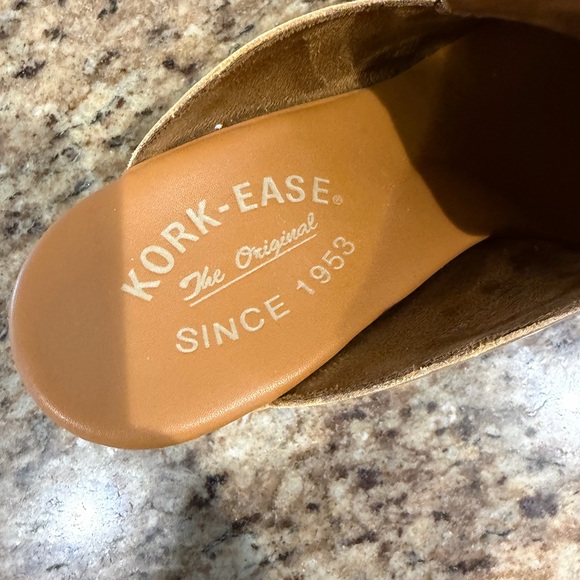 KORK-EASE®
The Original
SINCE 1953